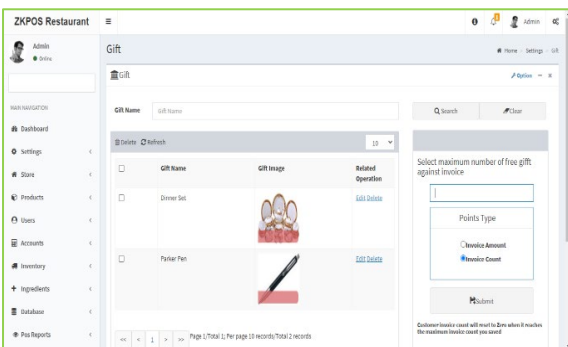 ZKPOS Restaurant
Admin
Admin
Online
Gift
Home Settings Gift
Gift
Option
MAIN NAVIGATION
Gift Name
Gift Name
Search
Clear
Dashboard
Settings
Store
Products
Users
Accounts
Inventory
Ingredients
Database
Pos Reports
Delete Refresh
10
Gift Name Gift Image Related Operation
Dinner Set Edit Delete
Parker Pen Edit Delete
<< < 1 > >> Page 1/Total 1; Per page 10 records/Total 2 records
Select maximum number of free gifft
against invoice
Points Type
Invoice Amount
Invoice Count
Submit
Customer invoice count will reset to Zero when it reaches
the maximum invoice count you saved